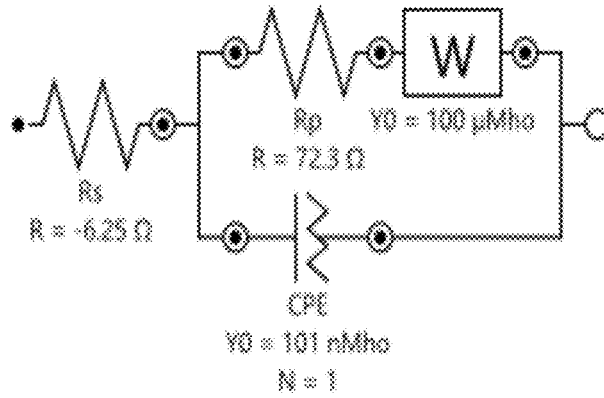 W
Rp
Y0 = 100 µMho
R = 72.3 Ω
Rs
R = -6.25 Ω
CPE
Y0 = 101 nMho
N = 1